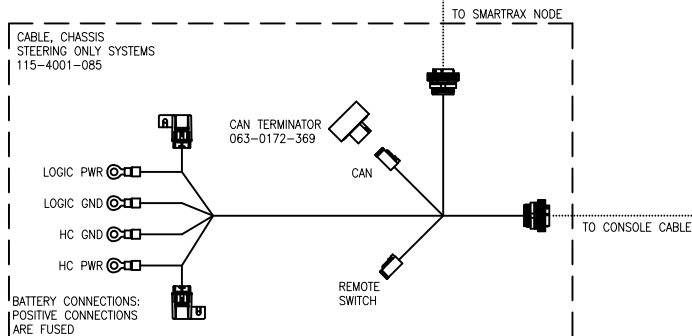 TO SMARTRAX NODE
CABLE, CHASSIS
STEERING ONLY SYSTEMS
115-4001-085
CAN TERMINATOR
063-0172-369
CAN
LOGIC PWR
LOGIC GND
HC GND
HC PWR
TO CONSOLE CABLE
REMOTE
SWITCH
BATTERY CONNECTIONS:
POSITIVE CONNECTIONS
ARE FUSED